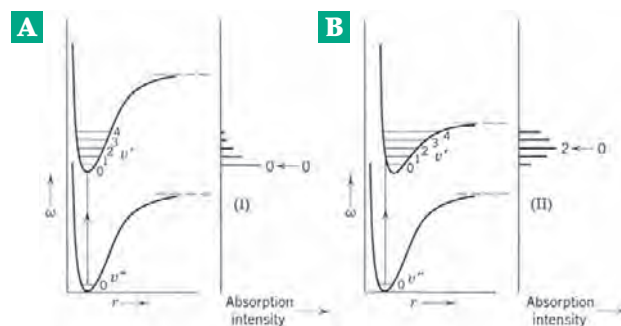 A
B
4
3
2
1
0
v′
0 ← 0
(I)
ω
0 v″
r
Absorption
intensity
4
3
2
1
0
v′
2 ← 0
(II)
ω
0 v″
r
Absorption
intensity